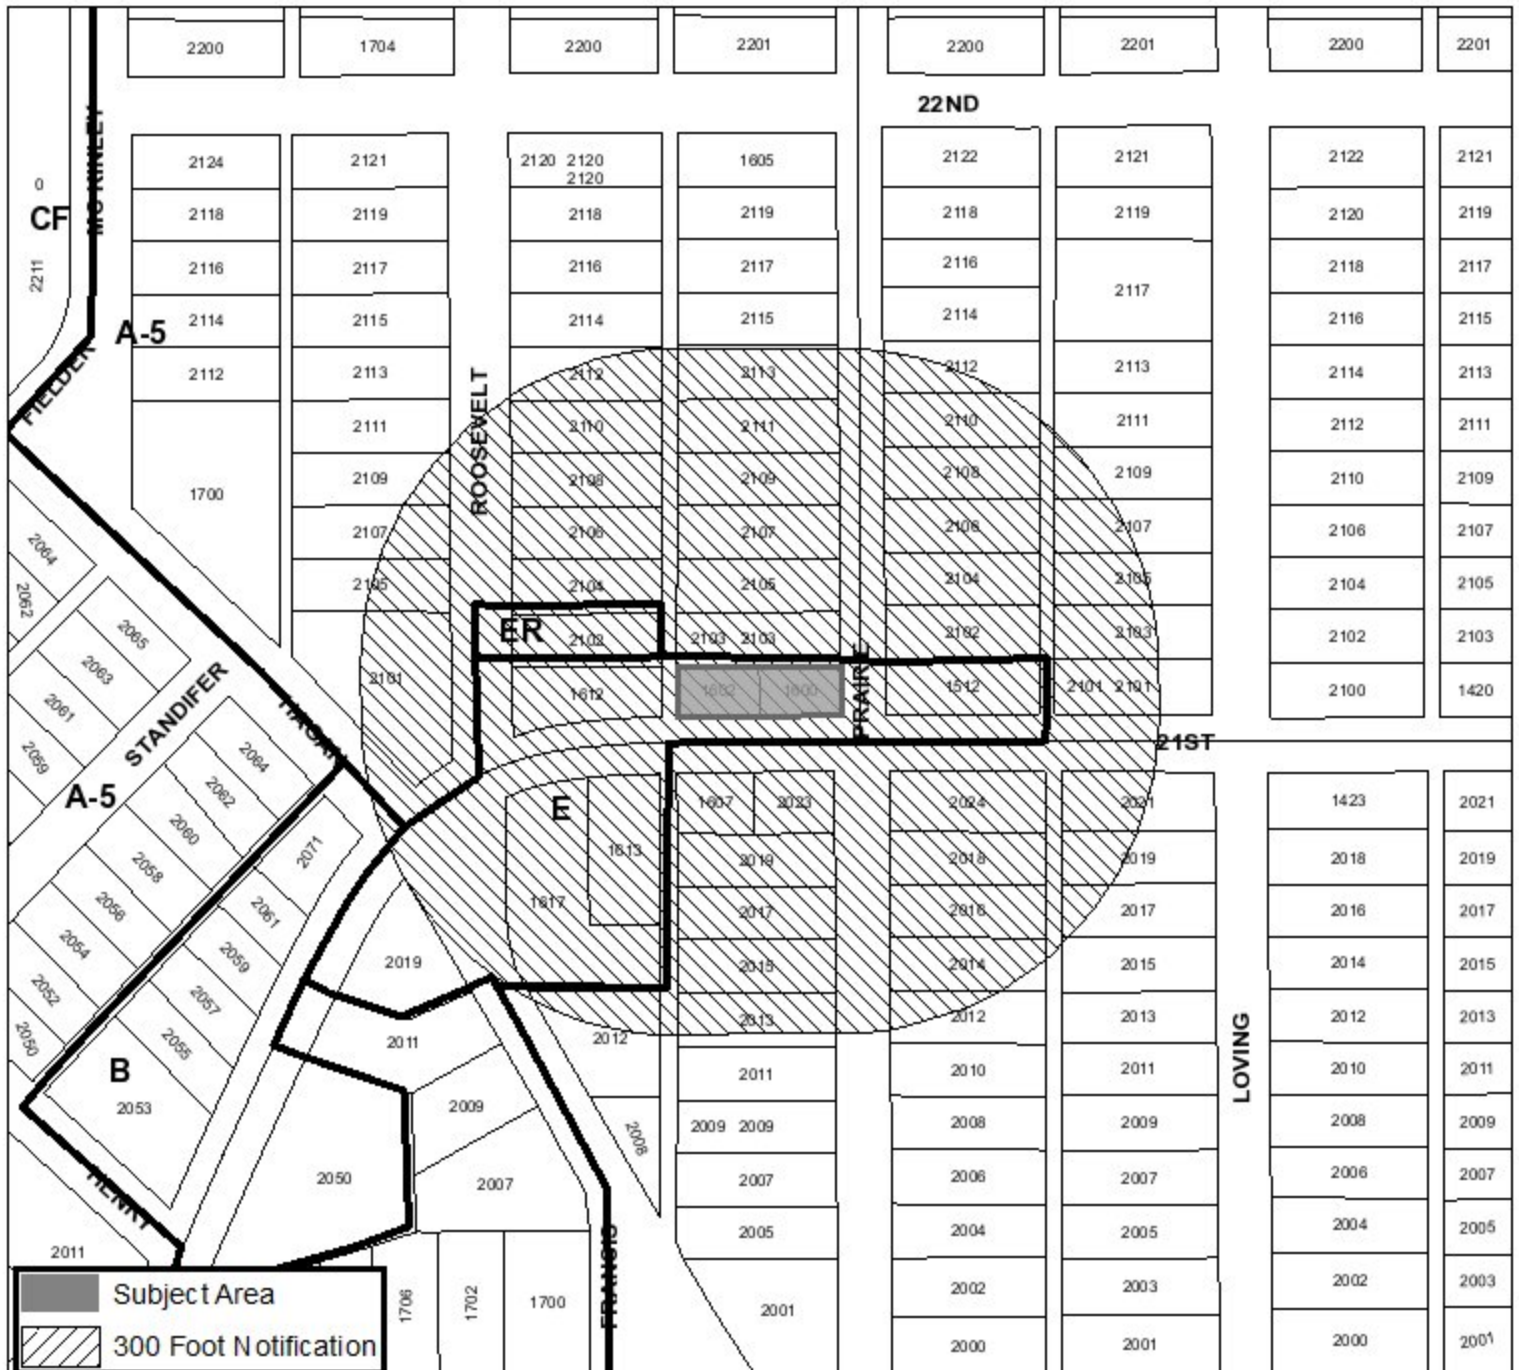 2200 1704 2200 2201 2200 2201 2200 2201
22ND
MC KINLEY
0
CF
2211
A-5
FIELDER
2124 2121 2120 2120 1605 2122 2121 2122 2121
2120
2118 2119 2118 2119 2118 2119 2120 2119
2116 2117 2116 2117 2116 2117 2118 2117
2114 2115 2114 2115 2114 2116 2115
2112 2113 2112 2113 2112 2113 2114 2113
ROOSEVELT
2111 2110 2111 2110 2111 2112 2111
1700 2109 2108 2109 2108 2109 2110 2109
2107 2106 2107 2106 2107 2106 2107
2105 2104 2105 2104 2105 2104 2105
ER
2102 2103 2103 2102 2103 2102 2103
2101 1612 1602 1600 1512 2101 2101 2100 1420
PRAIRE
21ST
2064
2062
2065
2063
2061
2059
STANDIFER
HAGAN
A-5
2064
2062
2060
2058
2056
2054
2052
2050
2071
2061
2059
2057
2055
B
2053
HENRY
E
1613
1617
1607 2023 2024 2021 1423 2021
2019 2018 2019 2018 2019
2017 2016 2017 2016 2017
2019 2015 2014 2015 2014 2015
2012 2013 2012 2013 2012 2013
2011 2011 2010 2011 2010 2011
LOVING
2009 2008 2009 2009 2008 2009 2008 2009
2050 2007 2007 2006 2007 2006 2007
2005 2004 2005 2004 2005
FRANCIS
2011
1706 1702 1700 2001 2002 2003 2002 2003
2000 2001 2000 2001
Subject Area
300 Foot Notification